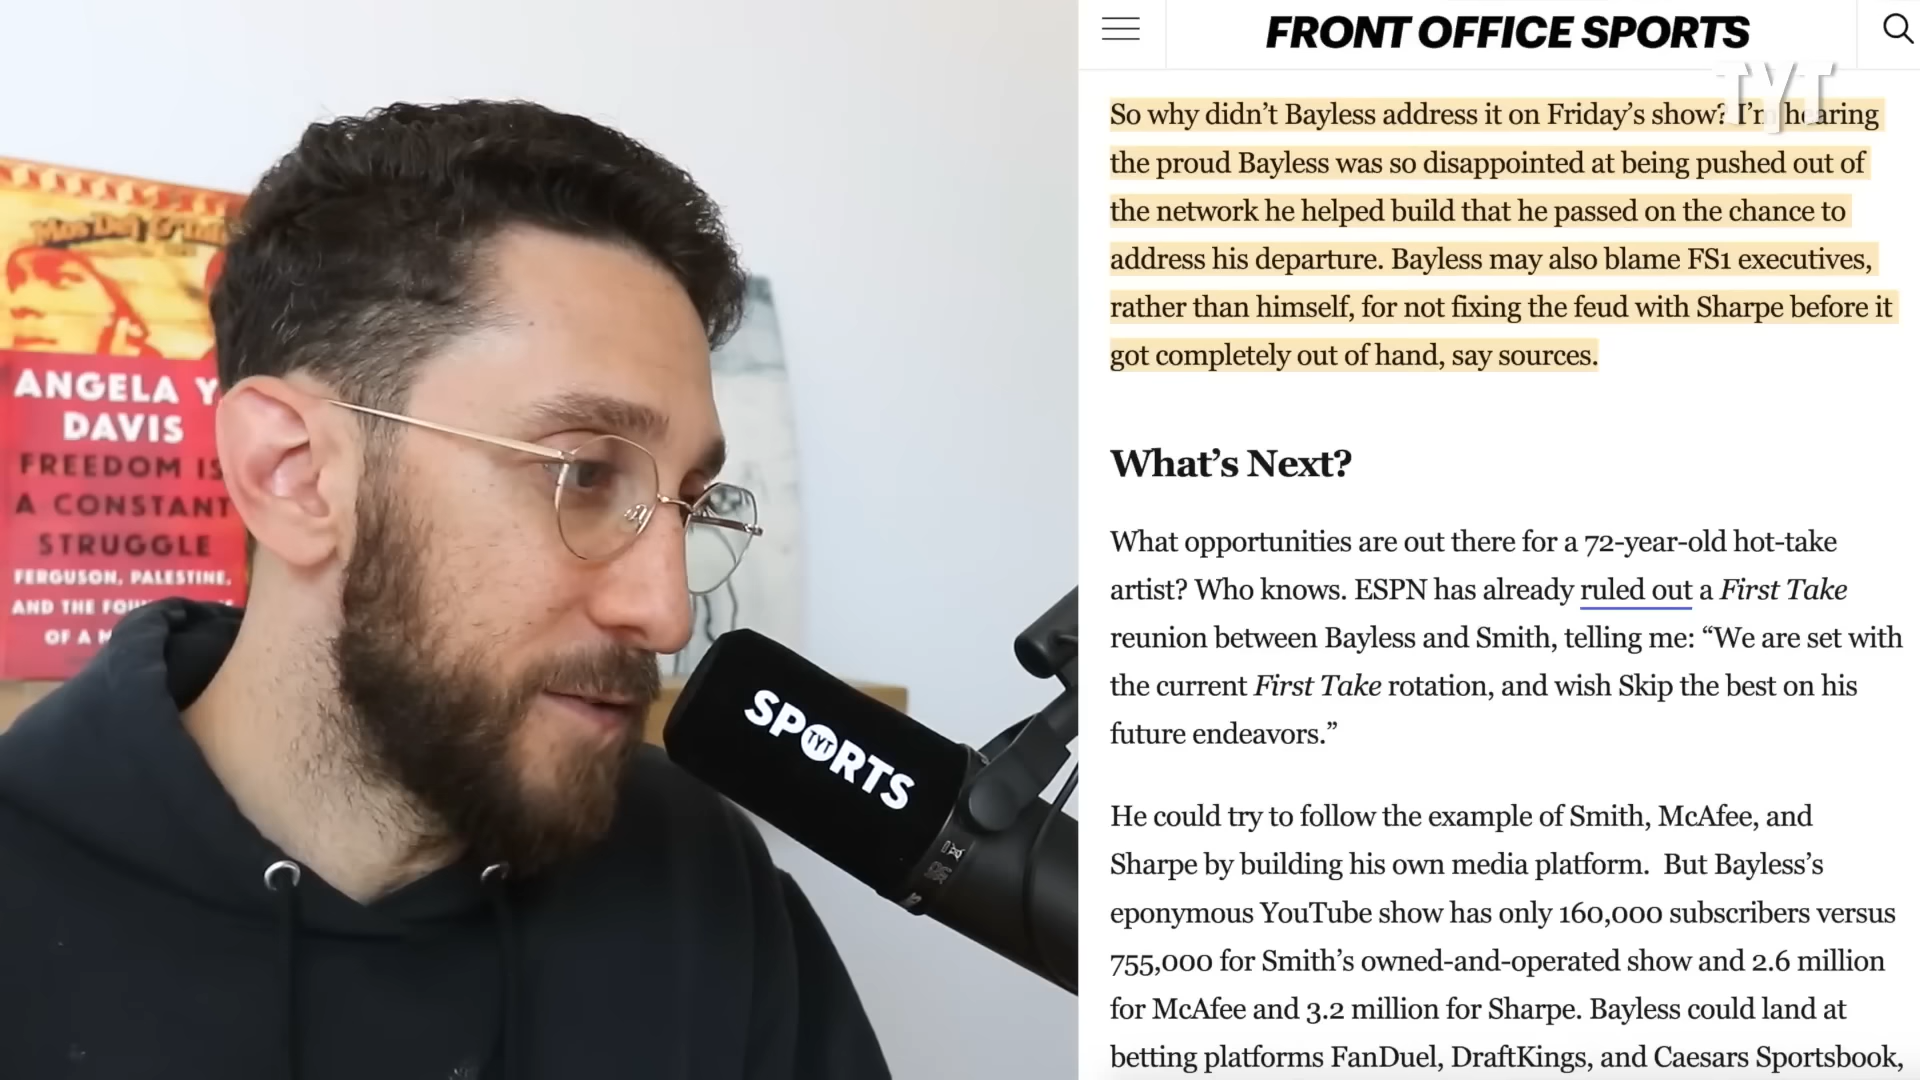 FRONT OFFICE SPORTS
TYT
So why didn’t Bayless address it on Friday’s show? I’m hearing
the proud Bayless was so disappointed at being pushed out of
the network he helped build that he passed on the chance to
address his departure. Bayless may also blame FS1 executives,
rather than himself, for not fixing the feud with Sharpe before it
got completely out of hand, say sources.
What’s Next?
What opportunities are out there for a 72-year-old hot-take
artist? Who knows. ESPN has already ruled out a First Take
reunion between Bayless and Smith, telling me: “We are set with
the current First Take rotation, and wish Skip the best on his
future endeavors.”
He could try to follow the example of Smith, McAfee, and
Sharpe by building his own media platform.  But Bayless’s
eponymous YouTube show has only 160,000 subscribers versus
755,000 for Smith’s owned-and-operated show and 2.6 million
for McAfee and 3.2 million for Sharpe. Bayless could land at
betting platforms FanDuel, DraftKings, and Caesars Sportsbook,
Mos Def &
ANGELA Y
DAVIS
FREEDOM IS
A CONSTANT
STRUGGLE
FERGUSON, PALESTINE,
AND THE
OF A
SPORTS
TYT